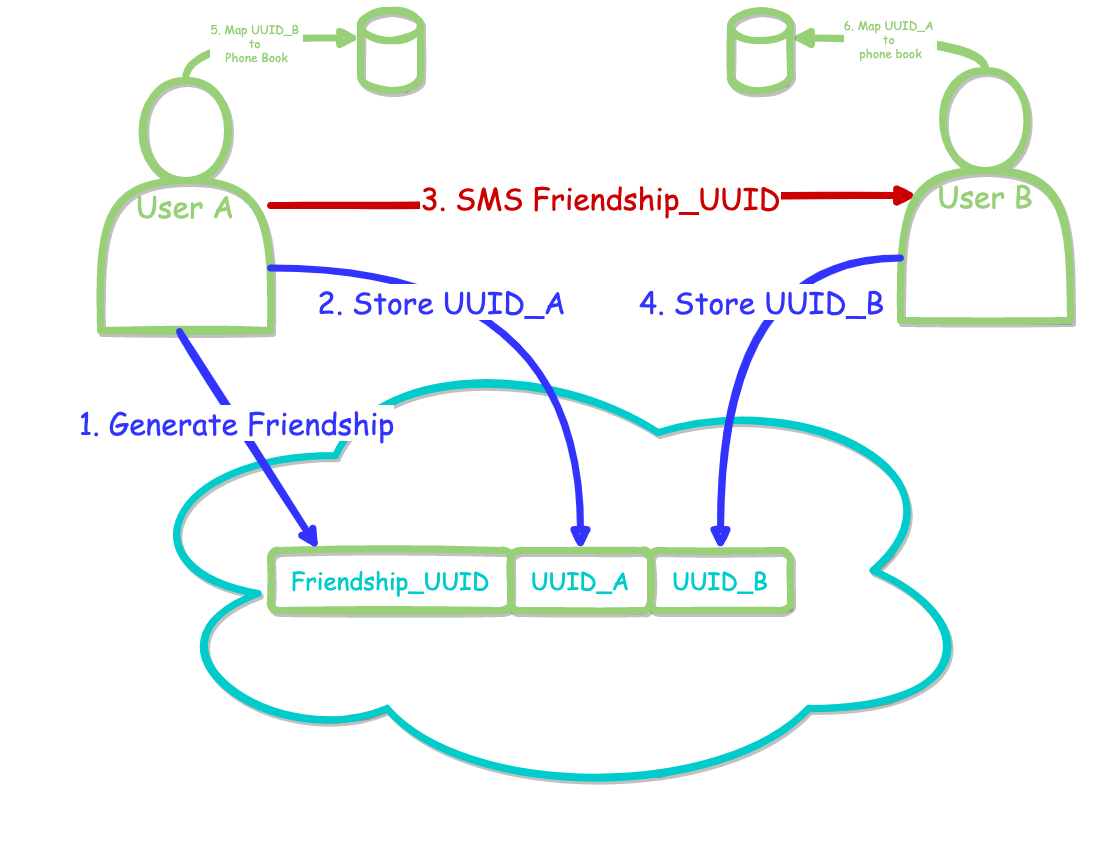 5. Map UUID_B
to
Phone Book
6. Map UUID_A
to
phone book
User A
3. SMS Friendship_UUID
User B
2. Store UUID_A
4. Store UUID_B
1. Generate Friendship
Friendship_UUID
UUID_A
UUID_B